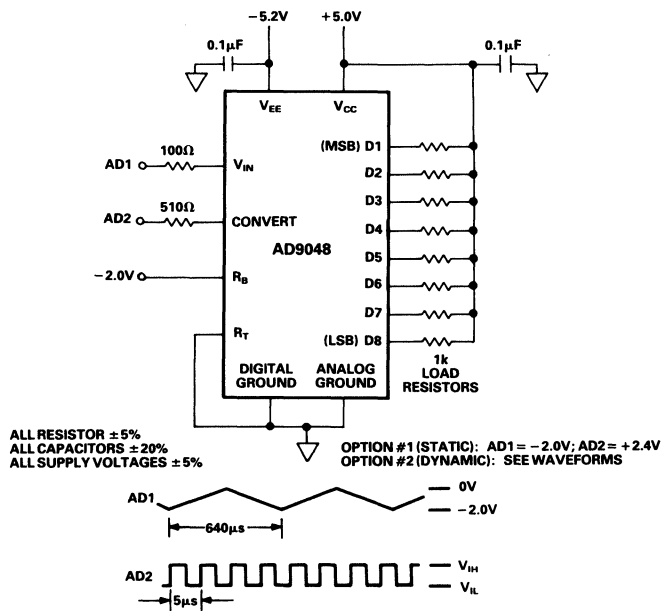 −5.2V +5.0V
0.1µF 0.1µF
VEE VCC
AD1 100Ω VIN (MSB) D1
D2
D3
AD2 510Ω CONVERT D4
AD9048 D5
−2.0V RB D6
D7
RT (LSB) D8
1k
LOAD
RESISTORS
DIGITAL
GROUND
ANALOG
GROUND
ALL RESISTOR ±5%
ALL CAPACITORS ±20%
ALL SUPPLY VOLTAGES ±5%
OPTION #1 (STATIC): AD1 = −2.0V; AD2 = +2.4V
OPTION #2 (DYNAMIC): SEE WAVEFORMS
AD1 0V
−2.0V
640µs
AD2 VIH
VIL
5µs